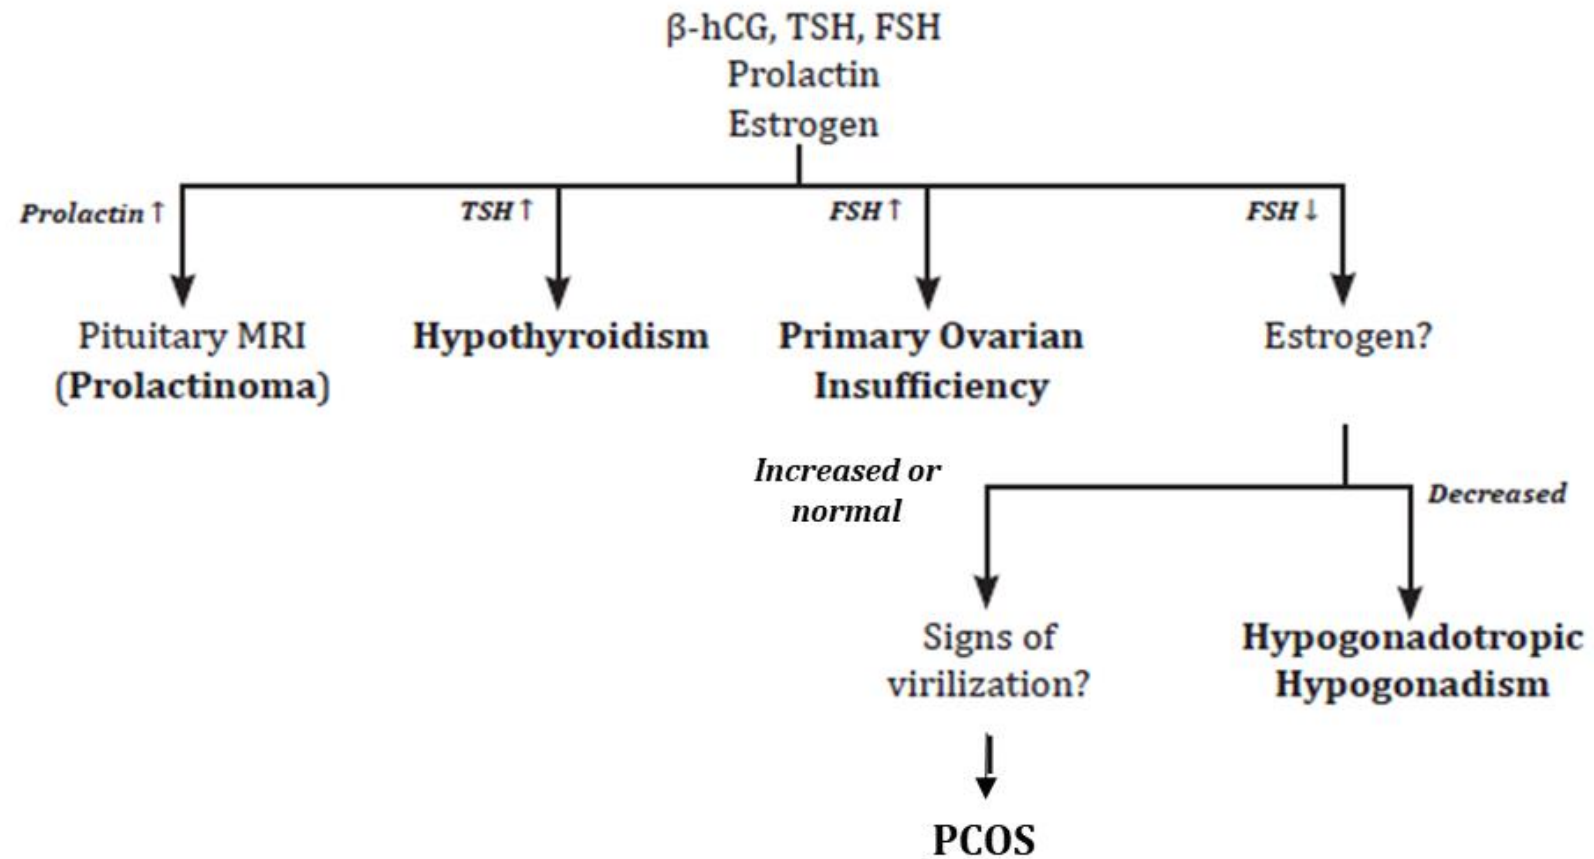 β-hCG, TSH, FSH
Prolactin
Estrogen
Prolactin ↑
TSH ↑
FSH ↑
FSH ↓
Pituitary MRI
(Prolactinoma)
Hypothyroidism
Primary Ovarian
Insufficiency
Estrogen?
Increased or
normal
Decreased
Signs of
virilization?
Hypogonadotropic
Hypogonadism
PCOS